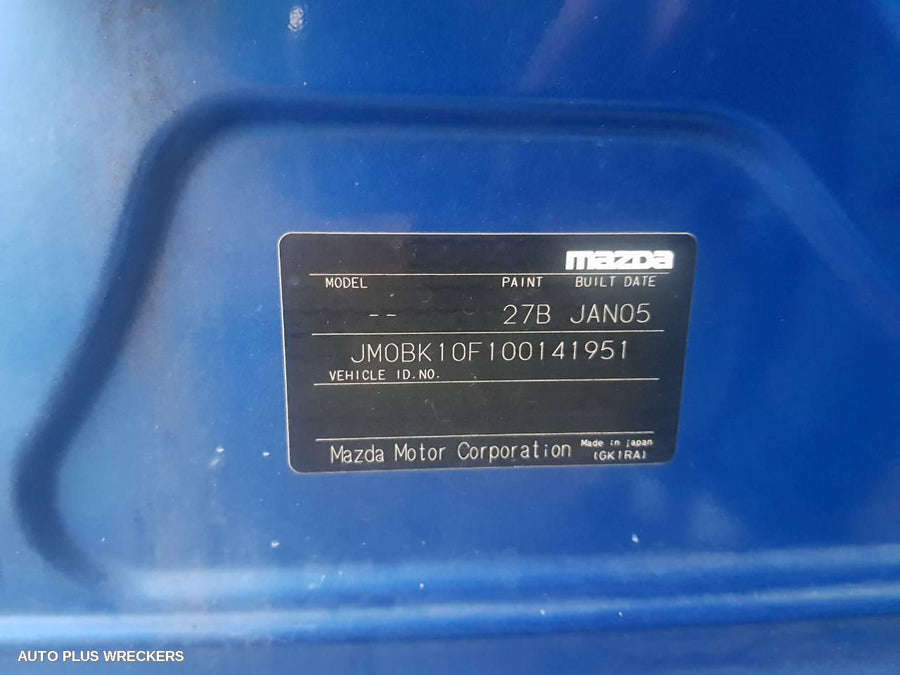 mazda
MODEL PAINT BUILT DATE
-- 27B JAN05
JM0BK10F100141951
VEHICLE ID.NO.
Mazda Motor Corporation Made in japan
(GK1RA)
AUTO PLUS WRECKERS